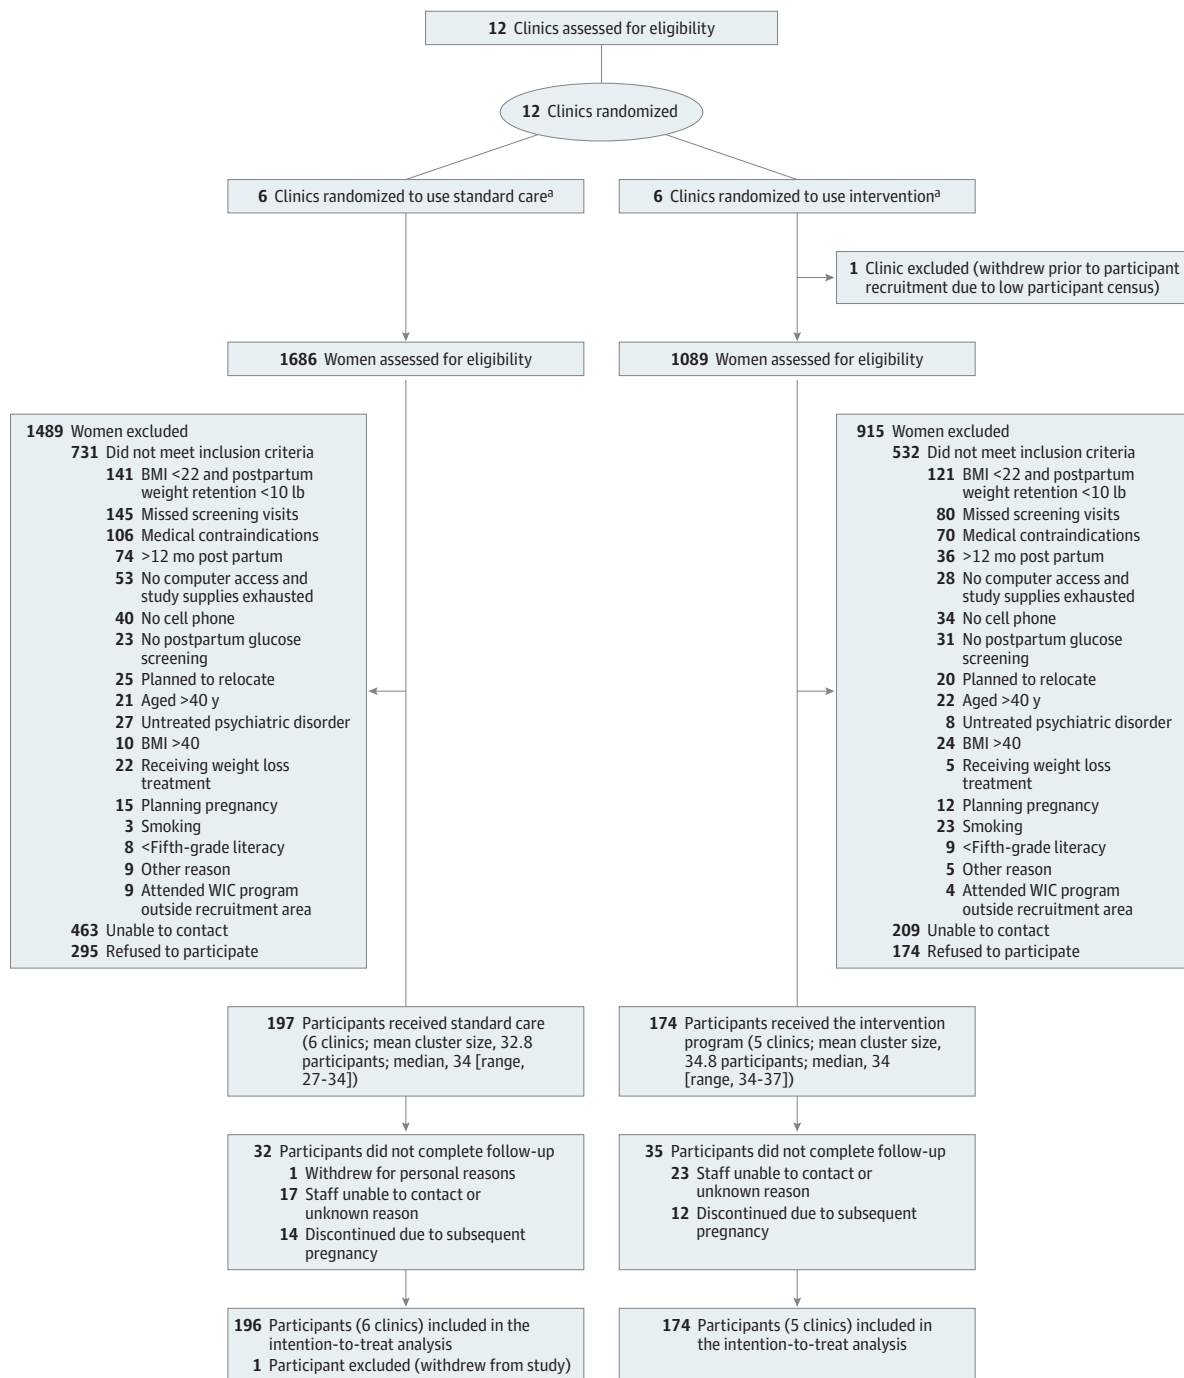 12 Clinics assessed for eligibility
12 Clinics randomized
6 Clinics randomized to use standard careᵃ
6 Clinics randomized to use interventionᵃ
1 Clinic excluded (withdrew prior to participant
recruitment due to low participant census)
1686 Women assessed for eligibility
1089 Women assessed for eligibility
1489 Women excluded
731 Did not meet inclusion criteria
141 BMI <22 and postpartum
weight retention <10 lb
145 Missed screening visits
106 Medical contraindications
74 >12 mo post partum
53 No computer access and
study supplies exhausted
40 No cell phone
23 No postpartum glucose
screening
25 Planned to relocate
21 Aged >40 y
27 Untreated psychiatric disorder
10 BMI >40
22 Receiving weight loss
treatment
15 Planning pregnancy
3 Smoking
8 <Fifth-grade literacy
9 Other reason
9 Attended WIC program
outside recruitment area
463 Unable to contact
295 Refused to participate
915 Women excluded
532 Did not meet inclusion criteria
121 BMI <22 and postpartum
weight retention <10 lb
80 Missed screening visits
70 Medical contraindications
36 >12 mo post partum
28 No computer access and
study supplies exhausted
34 No cell phone
31 No postpartum glucose
screening
20 Planned to relocate
22 Aged >40 y
8 Untreated psychiatric disorder
24 BMI >40
5 Receiving weight loss
treatment
12 Planning pregnancy
23 Smoking
9 <Fifth-grade literacy
5 Other reason
4 Attended WIC program
outside recruitment area
209 Unable to contact
174 Refused to participate
197 Participants received standard care
(6 clinics; mean cluster size, 32.8
participants; median, 34 [range,
27-34])
174 Participants received the intervention
program (5 clinics; mean cluster size,
34.8 participants; median, 34
[range, 34-37])
32 Participants did not complete follow-up
1 Withdrew for personal reasons
17 Staff unable to contact or
unknown reason
14 Discontinued due to subsequent
pregnancy
35 Participants did not complete follow-up
23 Staff unable to contact or
unknown reason
12 Discontinued due to subsequent
pregnancy
196 Participants (6 clinics) included in the
intention-to-treat analysis
1 Participant excluded (withdrew from study)
174 Participants (5 clinics) included in
the intention-to-treat analysis